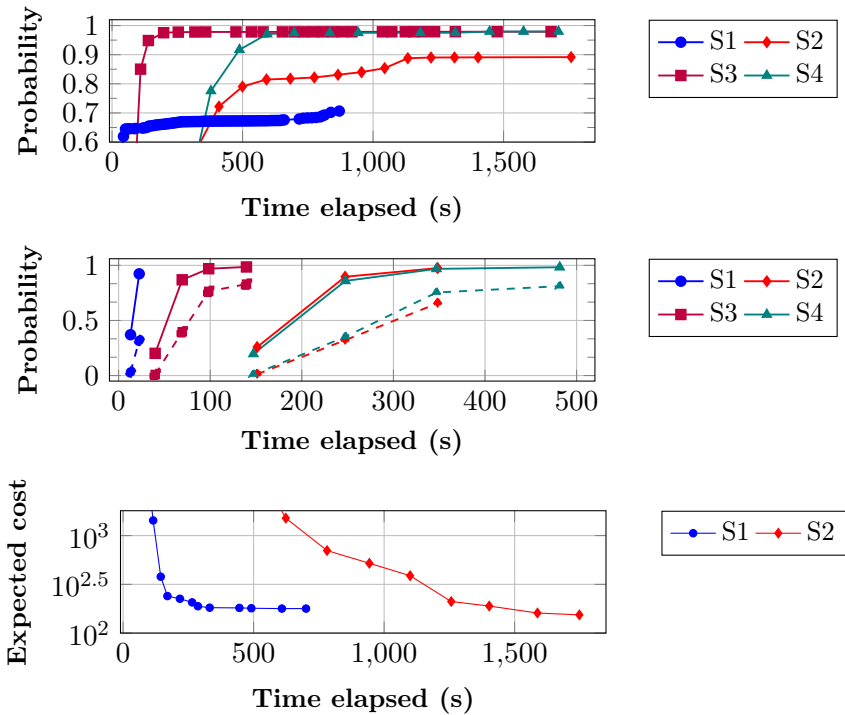 Probability
1
0.9
0.8
0.7
0.6
0
500
1,000
1,500
Time elapsed (s)
S1
S2
S3
S4
Probability
1
0.5
0
0
100
200
300
400
500
Time elapsed (s)
S1
S2
S3
S4
Expected cost
10^3
10^2.5
10^2
0
500
1,000
1,500
Time elapsed (s)
S1
S2